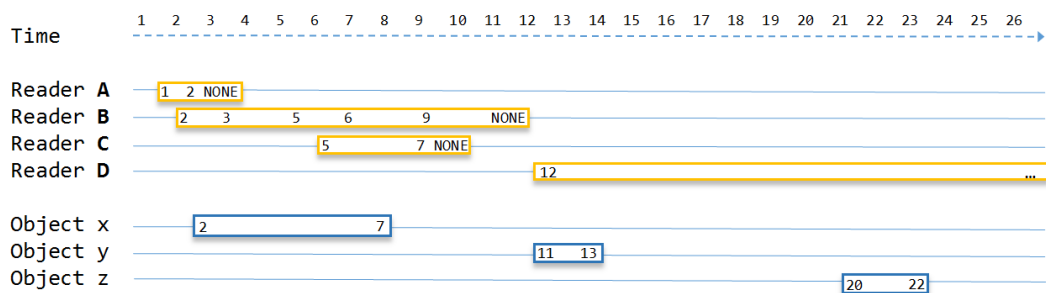 1 2 3 4 5 6 7 8 9 10 11 12 13 14 15 16 17 18 19 20 21 22 23 24 25 26
Time
Reader A 1 2 NONE
Reader B 2 3 5 6 9 NONE
Reader C 5 7 NONE
Reader D 12 …
Object x 2 7
Object y 11 13
Object z 20 22